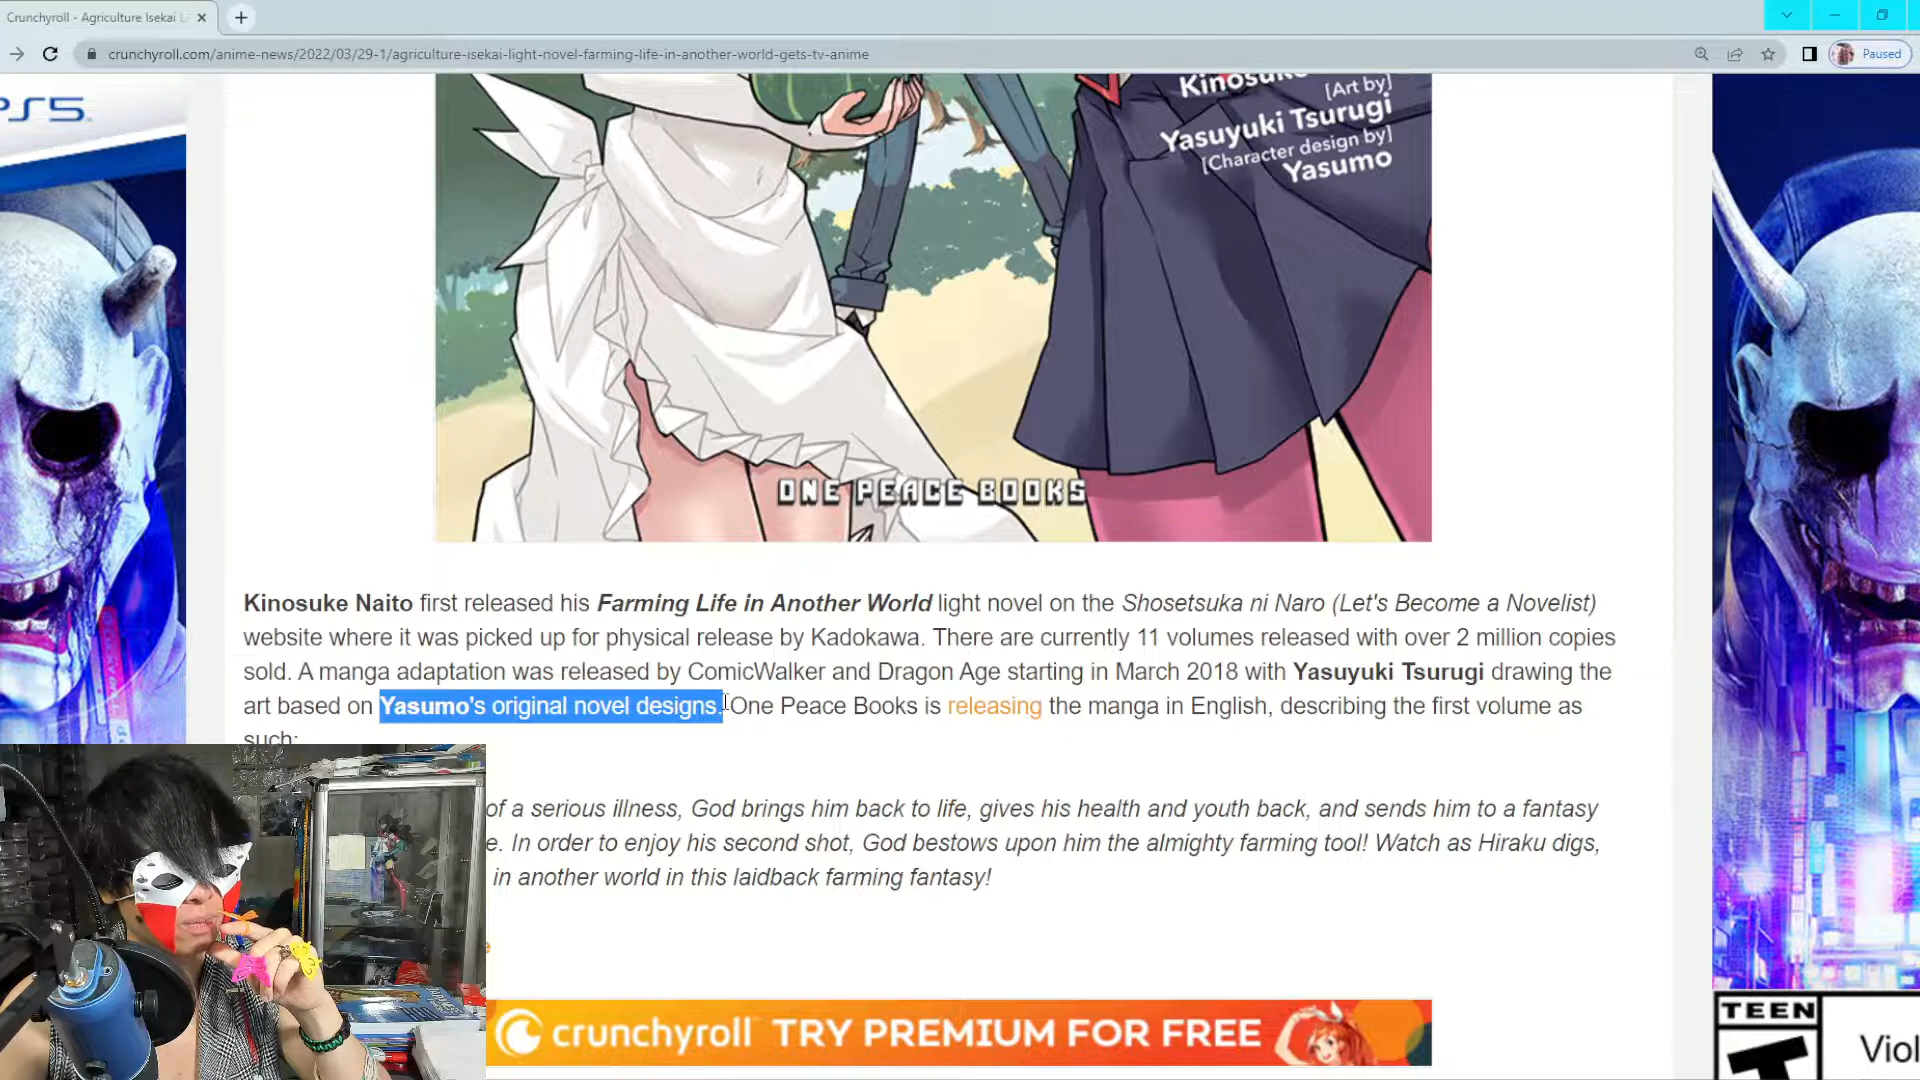 Crunchyroll - Agriculture Isekai L
crunchyroll.com/anime-news/2022/03/29-1/agriculture-isekai-light-novel-farming-life-in-another-world-gets-tv-anime
Paused
PS5
Kinosuke
[Art by]
Yasuyuki Tsurugi
[Character design by]
Yasumo
ONE PEACE BOOKS
Kinosuke Naito first released his Farming Life in Another World light novel on the Shosetsuka ni Naro (Let's Become a Novelist)
website where it was picked up for physical release by Kadokawa. There are currently 11 volumes released with over 2 million copies
sold. A manga adaptation was released by ComicWalker and Dragon Age starting in March 2018 with Yasuyuki Tsurugi drawing the
art based on Yasumo's original novel designs. One Peace Books is releasing the manga in English, describing the first volume as
such:
of a serious illness, God brings him back to life, gives his health and youth back, and sends him to a fantasy
e. In order to enjoy his second shot, God bestows upon him the almighty farming tool! Watch as Hiraku digs,
in another world in this laidback farming fantasy!
e
crunchyroll TRY PREMIUM FOR FREE
TEEN
T
Viol